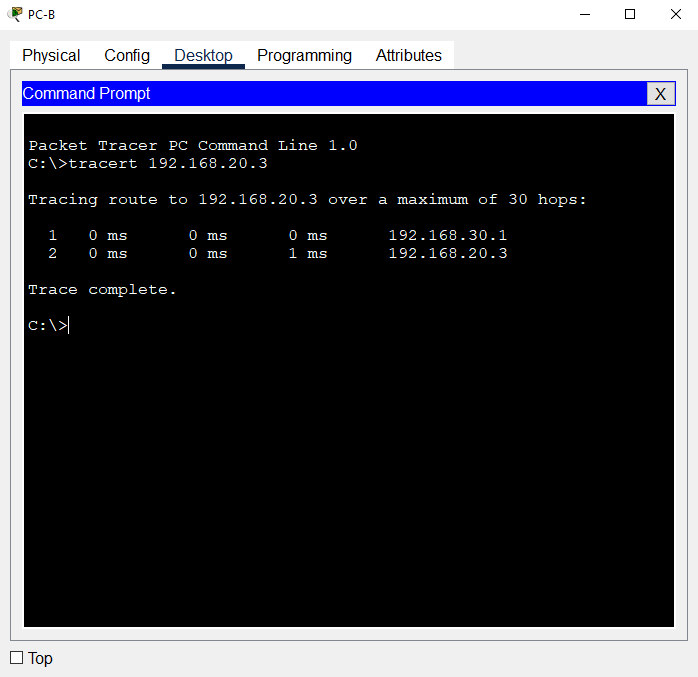 PC-B
Physical Config Desktop Programming Attributes
Command Prompt X
Packet Tracer PC Command Line 1.0
C:\>tracert 192.168.20.3
Tracing route to 192.168.20.3 over a maximum of 30 hops:
1 0 ms 0 ms 0 ms 192.168.30.1
2 0 ms 0 ms 1 ms 192.168.20.3
Trace complete.
C:\>
Top